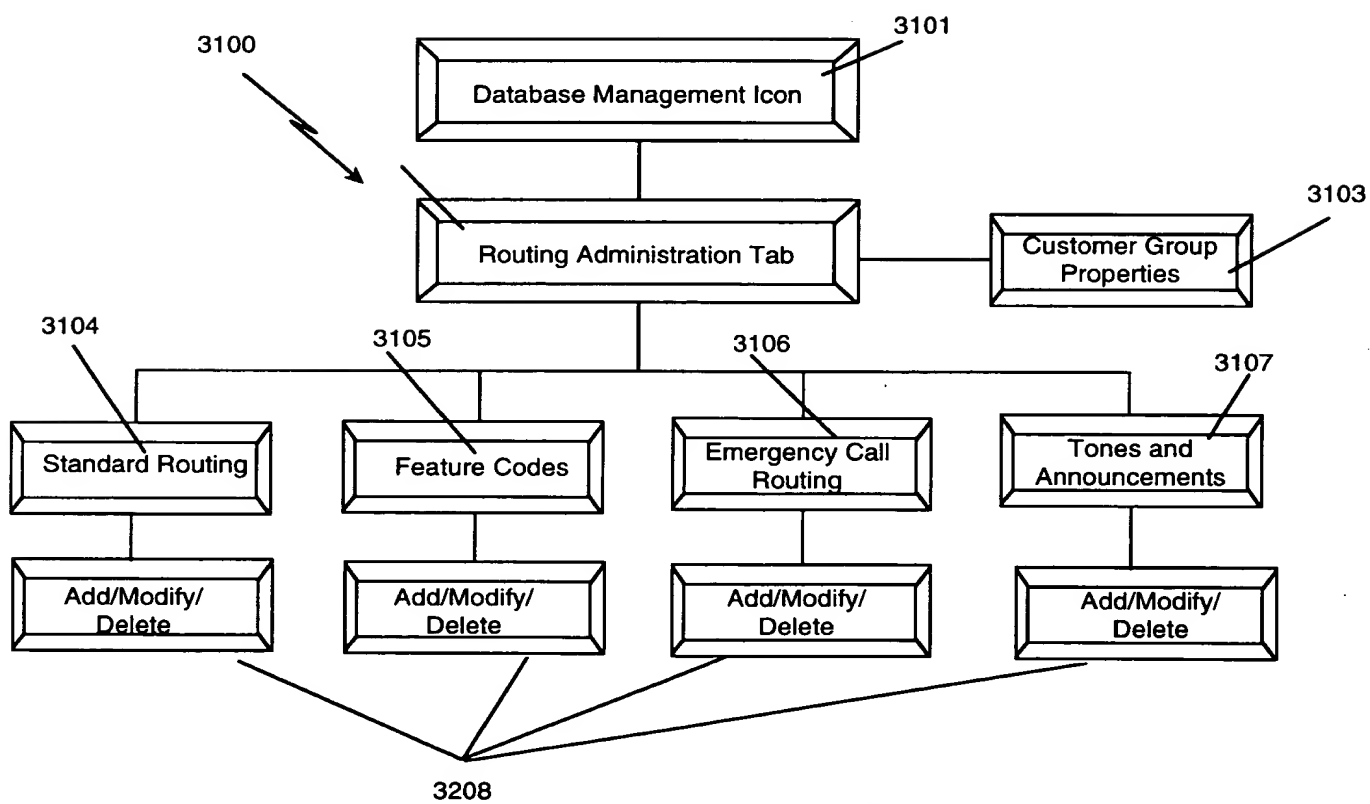 3101
3100
Database Management Icon
3103
Routing Administration Tab
Customer Group
Properties
3104
3105
3106
3107
Standard Routing
Feature Codes
Emergency Call
Routing
Tones and
Announcements
Add/Modify/
Delete
Add/Modify/
Delete
Add/Modify/
Delete
Add/Modify/
Delete
3208